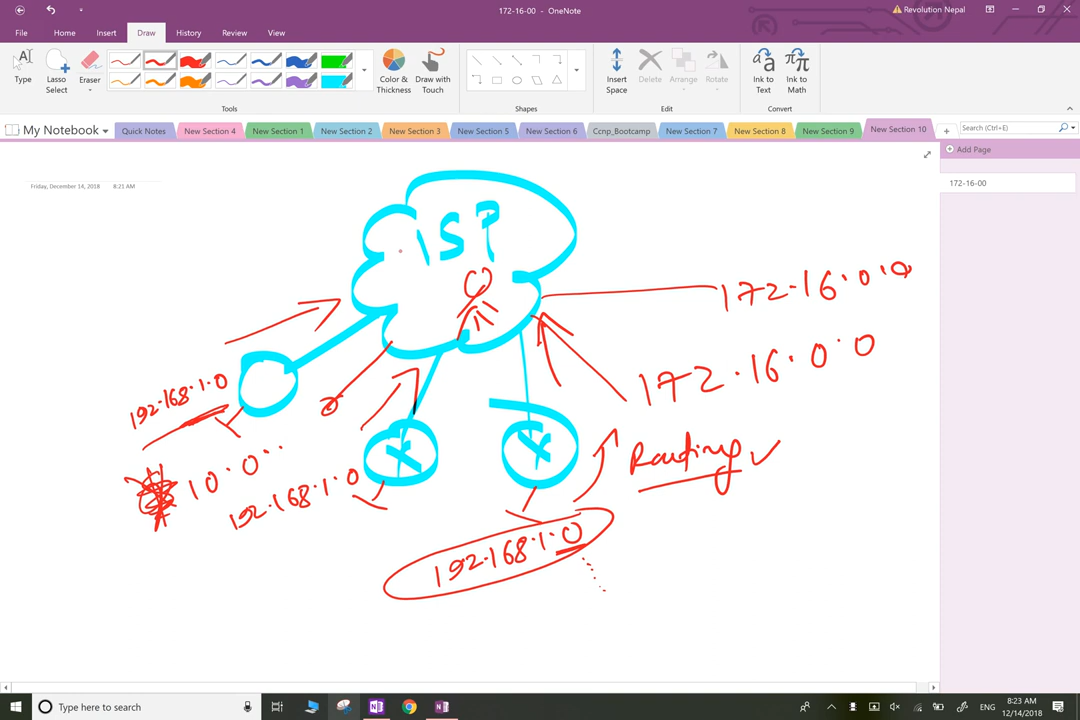 172-16-00 - OneNote
Revolution Nepal
File Home Insert Draw History Review View
Type
Lasso Select
Eraser
Color & Thickness
Draw with Touch
Insert Space
Delete
Arrange
Rotate
Ink to Text
Ink to Math
Tools
Shapes
Edit
Convert
My Notebook
Quick Notes
New Section 4
New Section 1
New Section 2
New Section 3
New Section 5
New Section 6
Ccnp_Bootcamp
New Section 7
New Section 8
New Section 9
New Section 10
Search (Ctrl+E)
Add Page
172-16-00
Friday, December 14, 2018 8:21 AM
ISP
172.16.0.0
172.16.0.0
192.168.1.0
10.0..
192.168.1.0
Routing
192.168.1.0
Type here to search
ENG
8:23 AM
12/14/2018